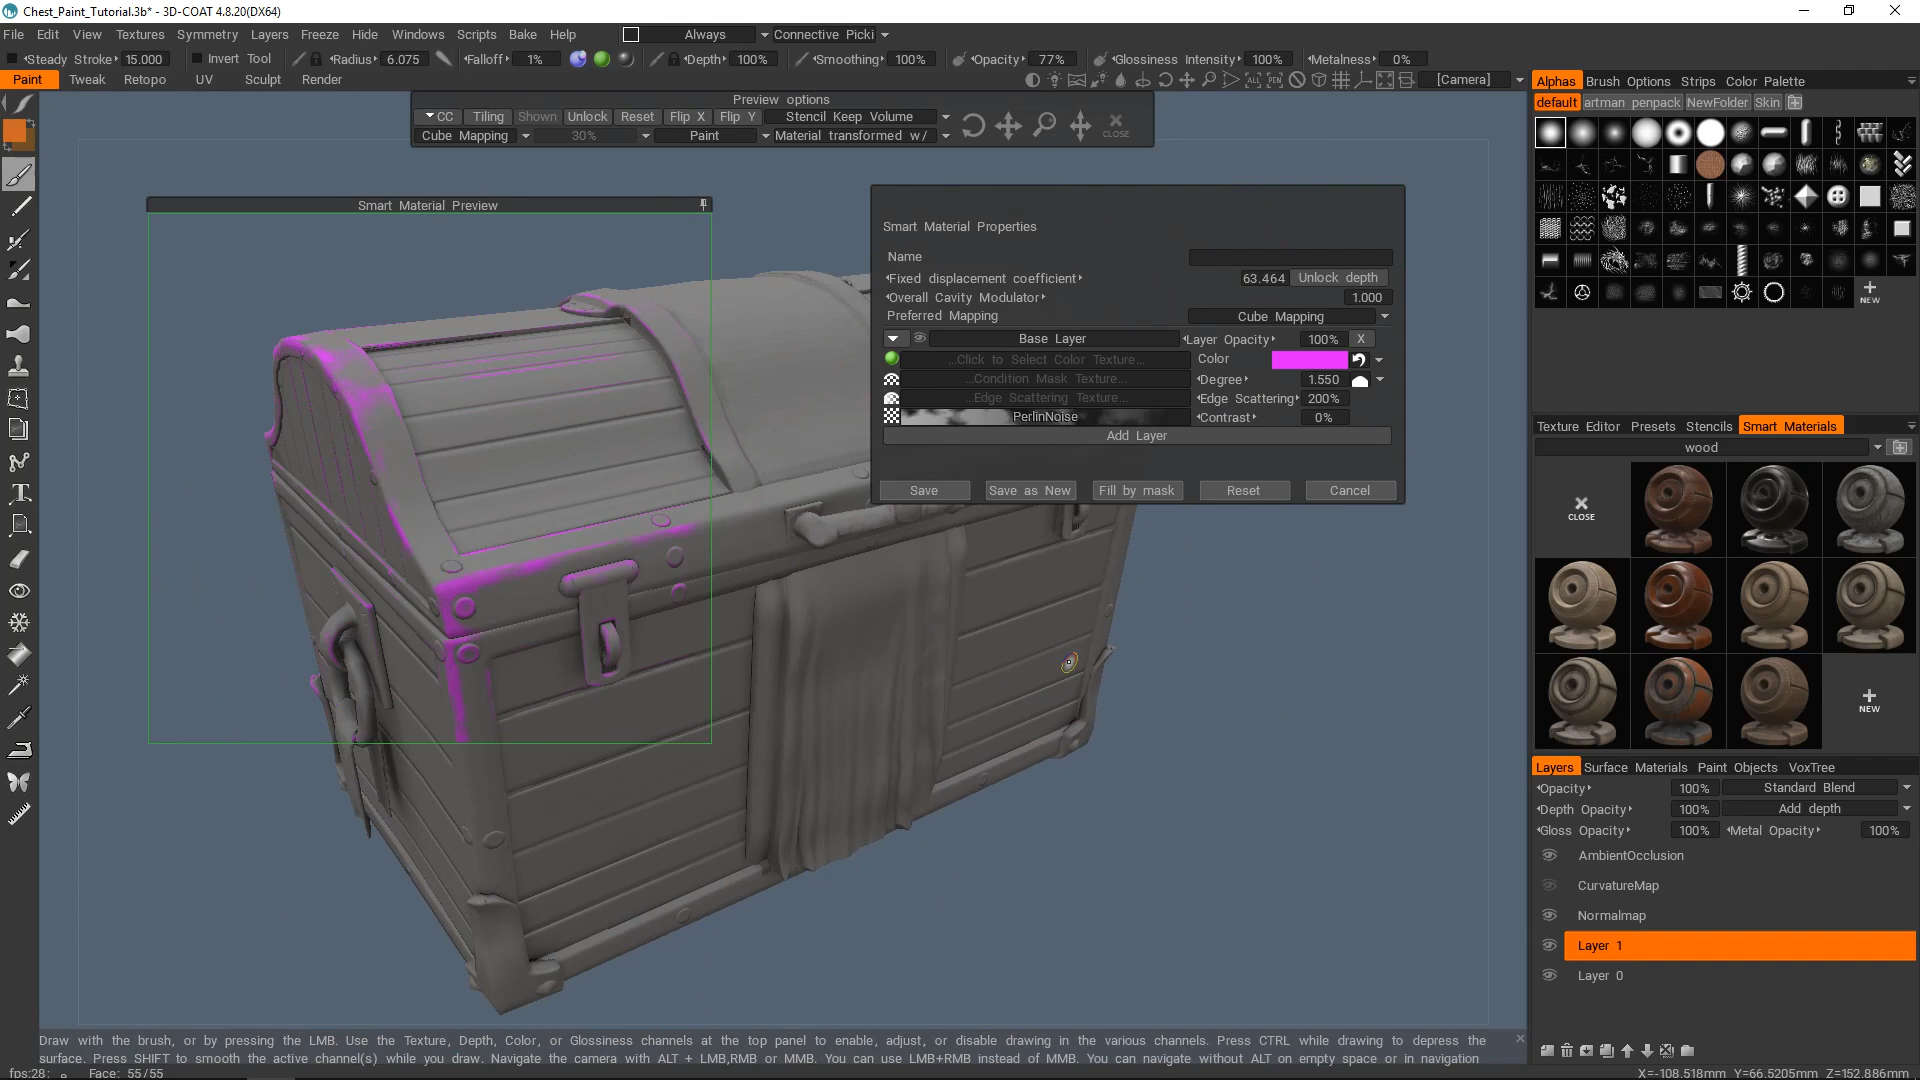 Chest_Paint_Tutorial.3b* - 3D-COAT 4.8.20(DX64)
File Edit View Textures Symmetry Layers Freeze Hide Windows Scripts Bake Help Always Connective Picki
Steady Stroke 15.000 Invert Tool Radius 6.075 Falloff 1% Depth 100% Smoothing 100% Opacity 77% Glossiness Intensity 100% Metalness 0%
Paint Tweak Retopo UV Sculpt Render
ALL PEN [Camera]
Alphas Brush Options Strips Color Palette
default artman penpack NewFolder Skin
Preview options
CC Tiling Shown Unlock Reset Flip X Flip Y Stencil Keep Volume
Cube Mapping 30% Paint Material transformed w/
CLOSE
Smart Material Preview
Smart Material Properties
Name
Fixed displacement coefficient 63.464 Unlock depth
Overall Cavity Modulator 1.000
Preferred Mapping Cube Mapping
Base Layer Layer Opacity 100% X
...Click to Select Color Texture... Color
...Condition Mask Texture... Degree 1.550
...Edge Scattering Texture... Edge Scattering 200%
PerlinNoise Contrast 0%
Add Layer
Save Save as New Fill by mask Reset Cancel
NEW
Texture Editor Presets Stencils Smart Materials
wood
CLOSE
NEW
Layers Surface Materials Paint Objects VoxTree
Opacity 100% Standard Blend
Depth Opacity 100% Add depth
Gloss Opacity 100% Metal Opacity 100%
AmbientOcclusion
CurvatureMap
Normalmap
Layer 1
Layer 0
Draw with the brush, or by pressing the LMB. Use the Texture, Depth, Color, or Glossiness channels at the top panel to enable, adjust, or disable drawing in the various channels. Press CTRL while drawing to depress the
surface. Press SHIFT to smooth the active channel(s) while you draw. Navigate the camera with ALT + LMB,RMB or MMB. You can use LMB+RMB instead of MMB. You can navigate without ALT on empty space or in navigation
fps:28: Face: 55/55 X=-108.518mm Y=66.5205mm Z=152.886mm